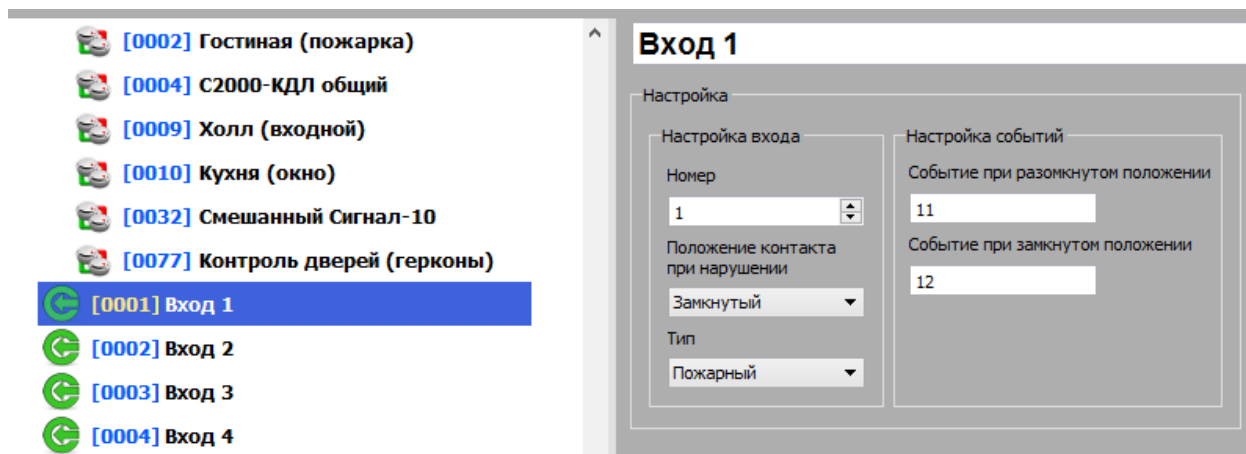 [0002] Гостиная (пожарка)
[0004] С2000-КДЛ общий
[0009] Холл (входной)
[0010] Кухня (окно)
[0032] Смешанный Сигнал-10
[0077] Контроль дверей (герконы)
[0001] Вход 1
[0002] Вход 2
[0003] Вход 3
[0004] Вход 4
Вход 1
Настройка
Настройка входа
Номер
1
Положение контакта
при нарушении
Замкнутый
Тип
Пожарный
Настройка событий
Событие при разомкнутом положении
11
Событие при замкнутом положении
12